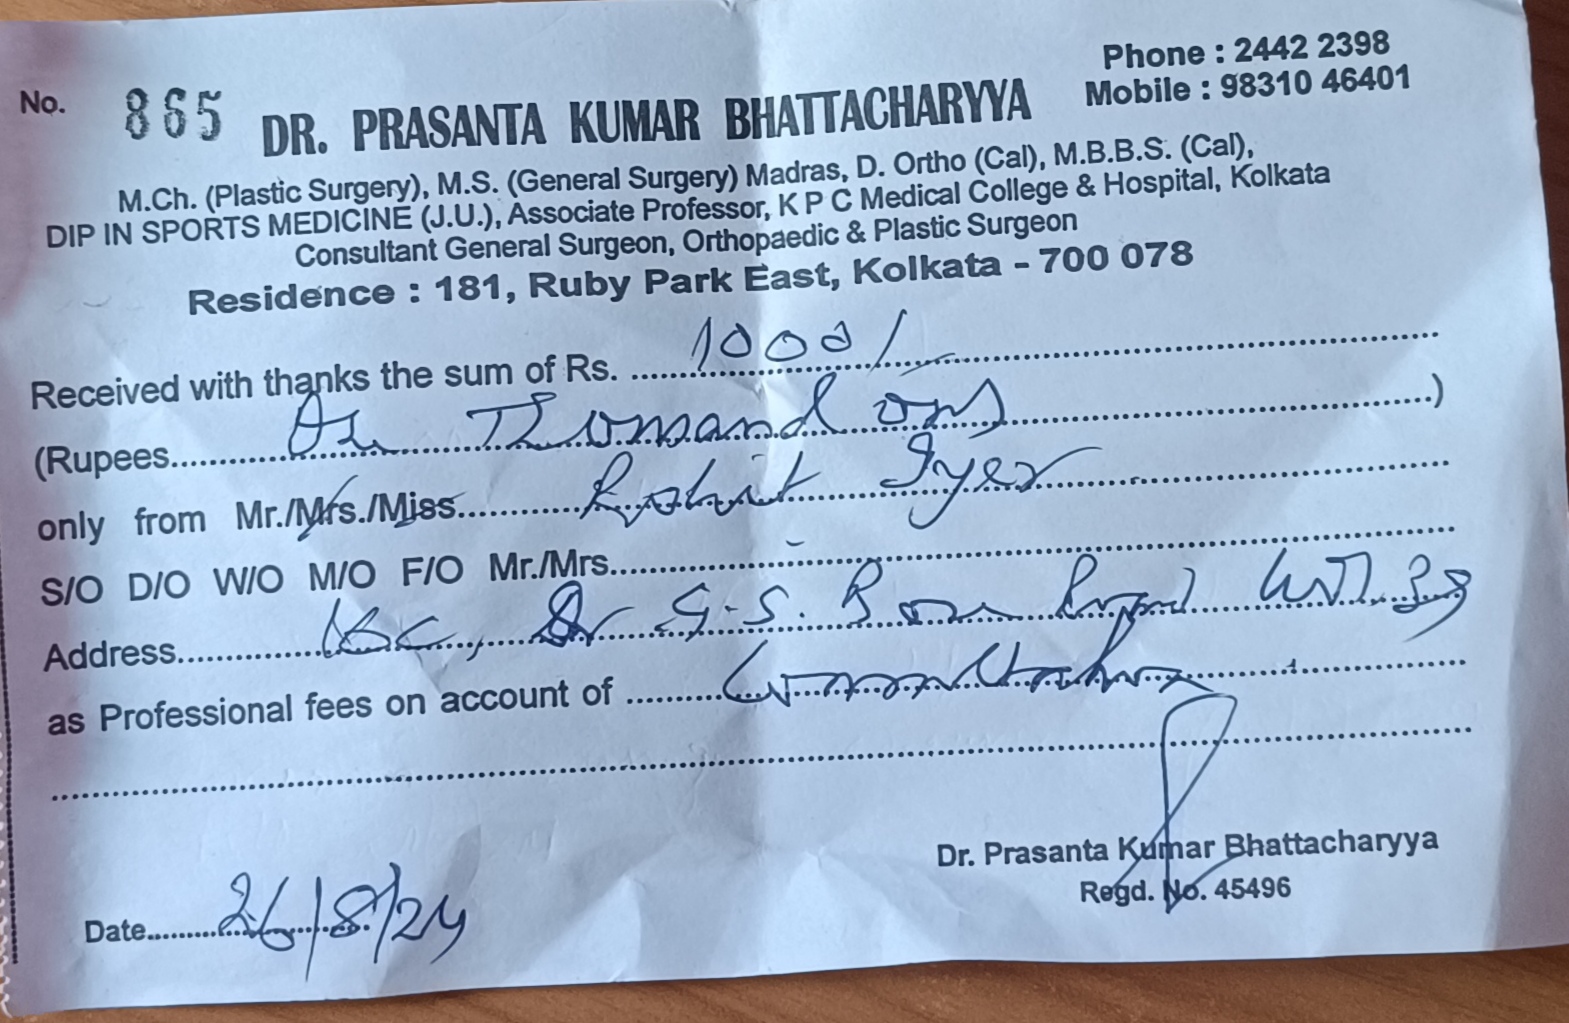 No. 865
Phone : 2442 2398
Mobile : 98310 46401
DR. PRASANTA KUMAR BHATTACHARYYA
M.Ch. (Plastic Surgery), M.S. (General Surgery) Madras, D. Ortho (Cal), M.B.B.S. (Cal),
DIP IN SPORTS MEDICINE (J.U.), Associate Professor, K P C Medical College & Hospital, Kolkata
Consultant General Surgeon, Orthopaedic & Plastic Surgeon
Residence : 181, Ruby Park East, Kolkata - 700 078
Received with thanks the sum of Rs. 1000/-
(Rupees Thousand only)
only from Mr./Mrs./Miss. Rohit Iyer
S/O D/O W/O M/O F/O Mr./Mrs.
Address Dr G.S. Bose Road 39
as Professional fees on account of Consultation
Dr. Prasanta Kumar Bhattacharyya
Regd. No. 45496
Date 26/8/24